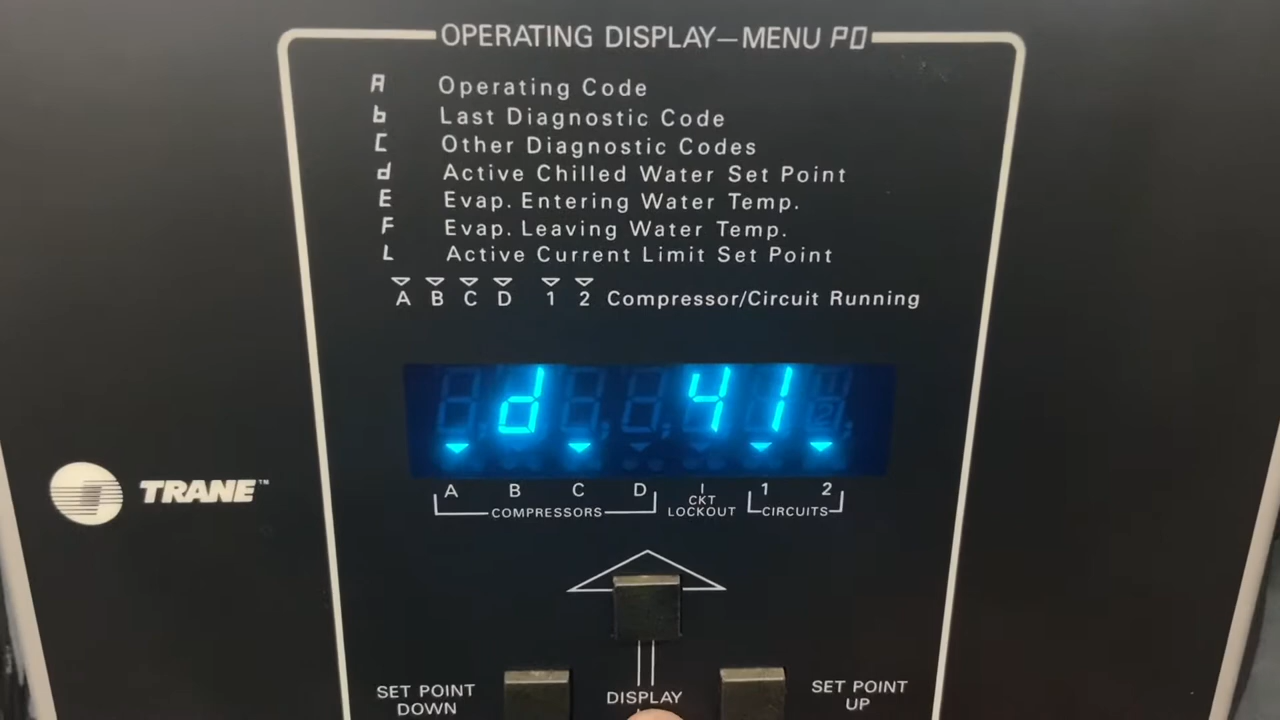 OPERATING DISPLAY—MENU PO
A Operating Code
b Last Diagnostic Code
C Other Diagnostic Codes
d Active Chilled Water Set Point
E Evap. Entering Water Temp.
F Evap. Leaving Water Temp.
L Active Current Limit Set Point
A B C D 1 2 Compressor/Circuit Running
d 41
A B C D 1 2
COMPRESSORS CKT LOCKOUT CIRCUITS
TRANE™
SET POINT DOWN
DISPLAY
SET POINT UP